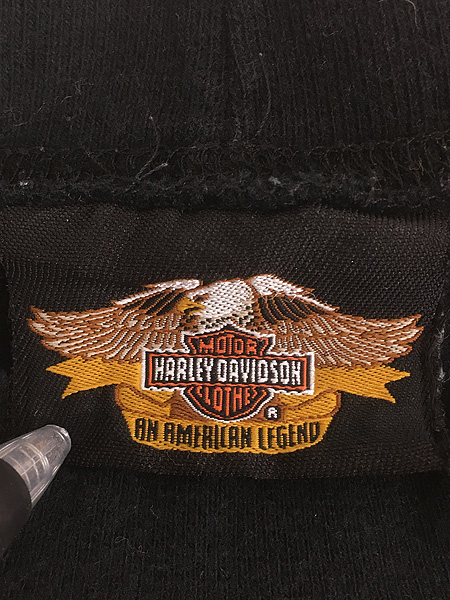 MOTOR
HARLEY DAVIDSON
CLOTHES
®
AN AMERICAN LEGEND